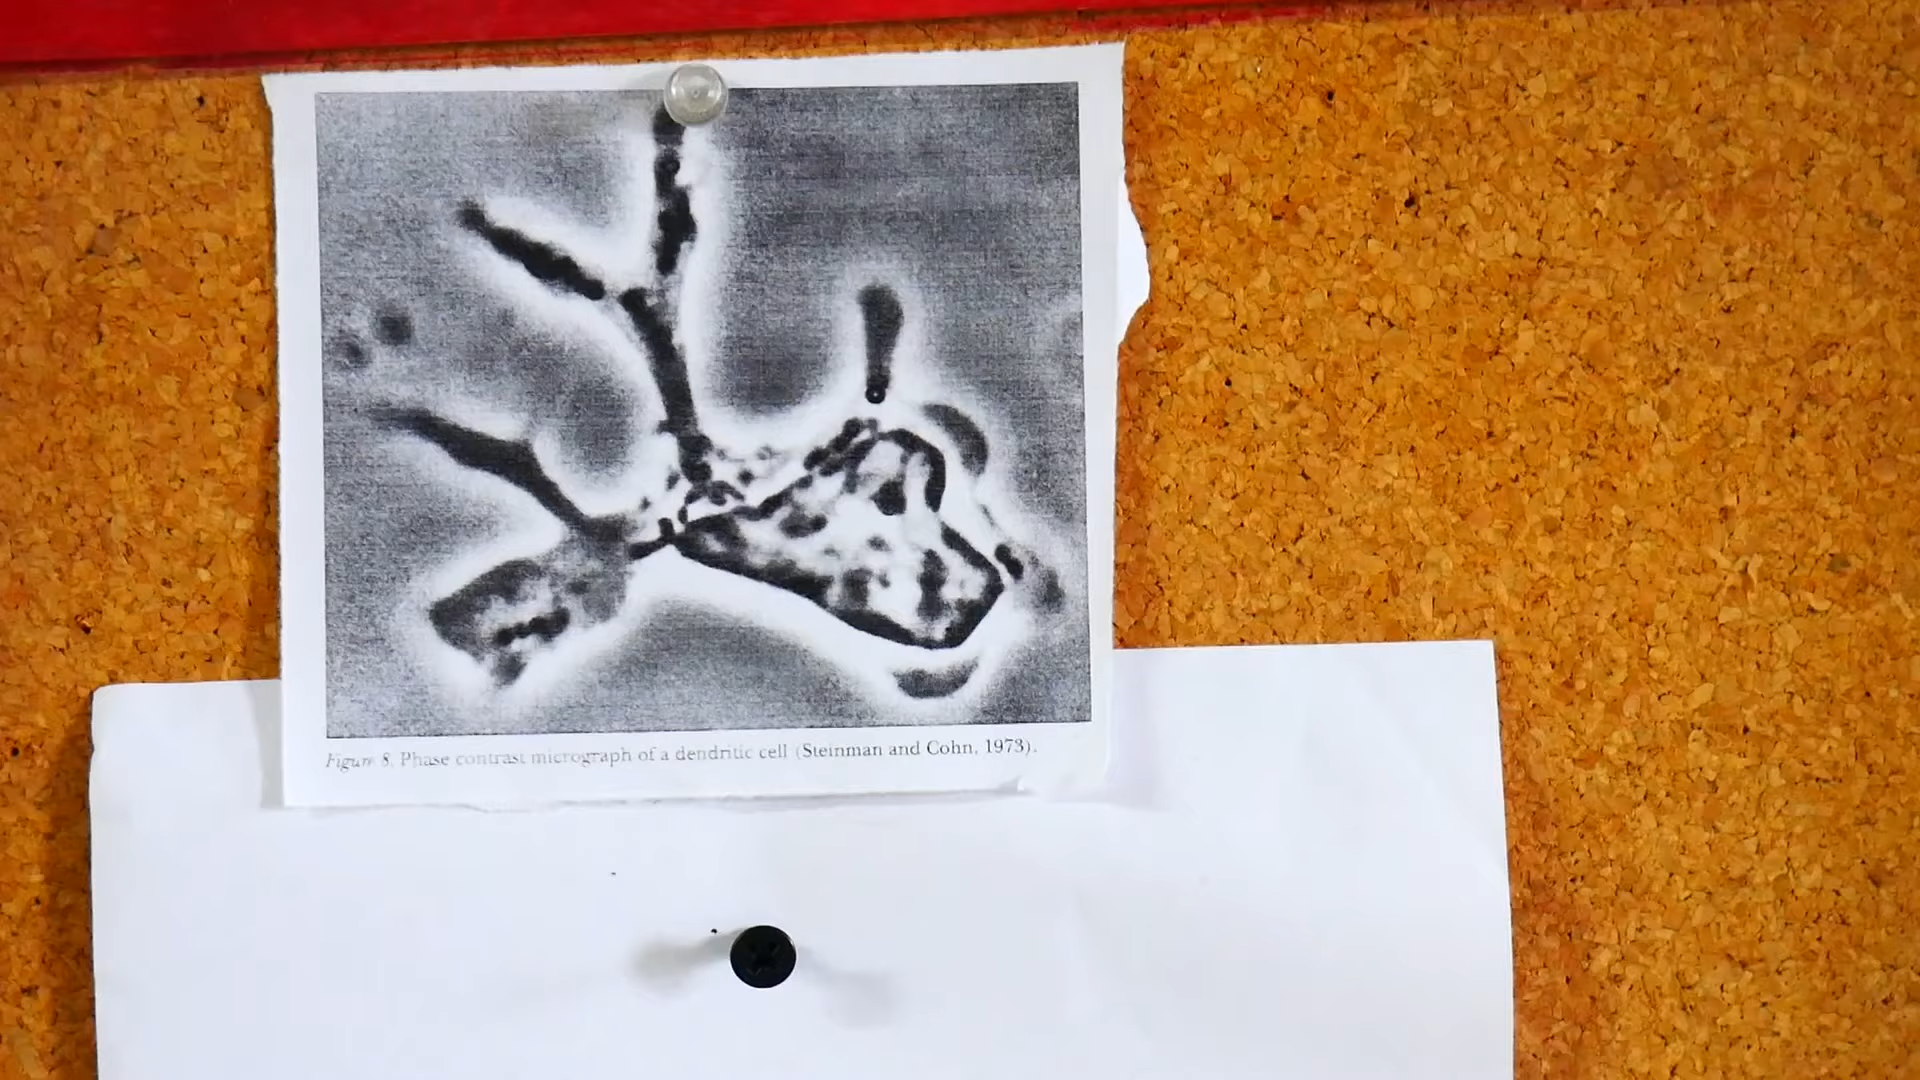 Figure 8. Phase contrast micrograph of a dendritic cell (Steinman and Cohn, 1973).